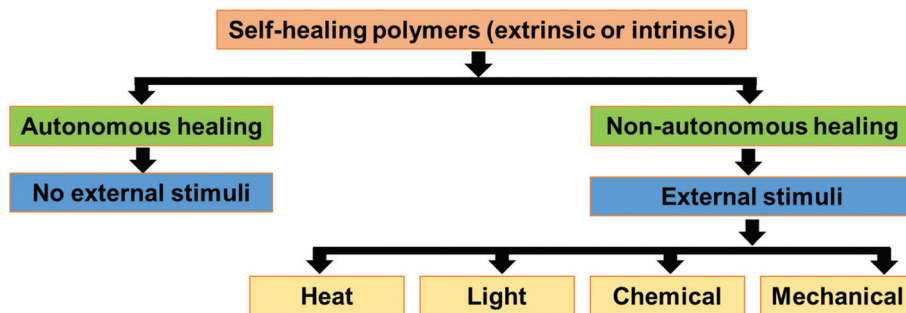 Self-healing polymers (extrinsic or intrinsic)
Autonomous healing
Non-autonomous healing
No external stimuli
External stimuli
Heat
Light
Chemical
Mechanical